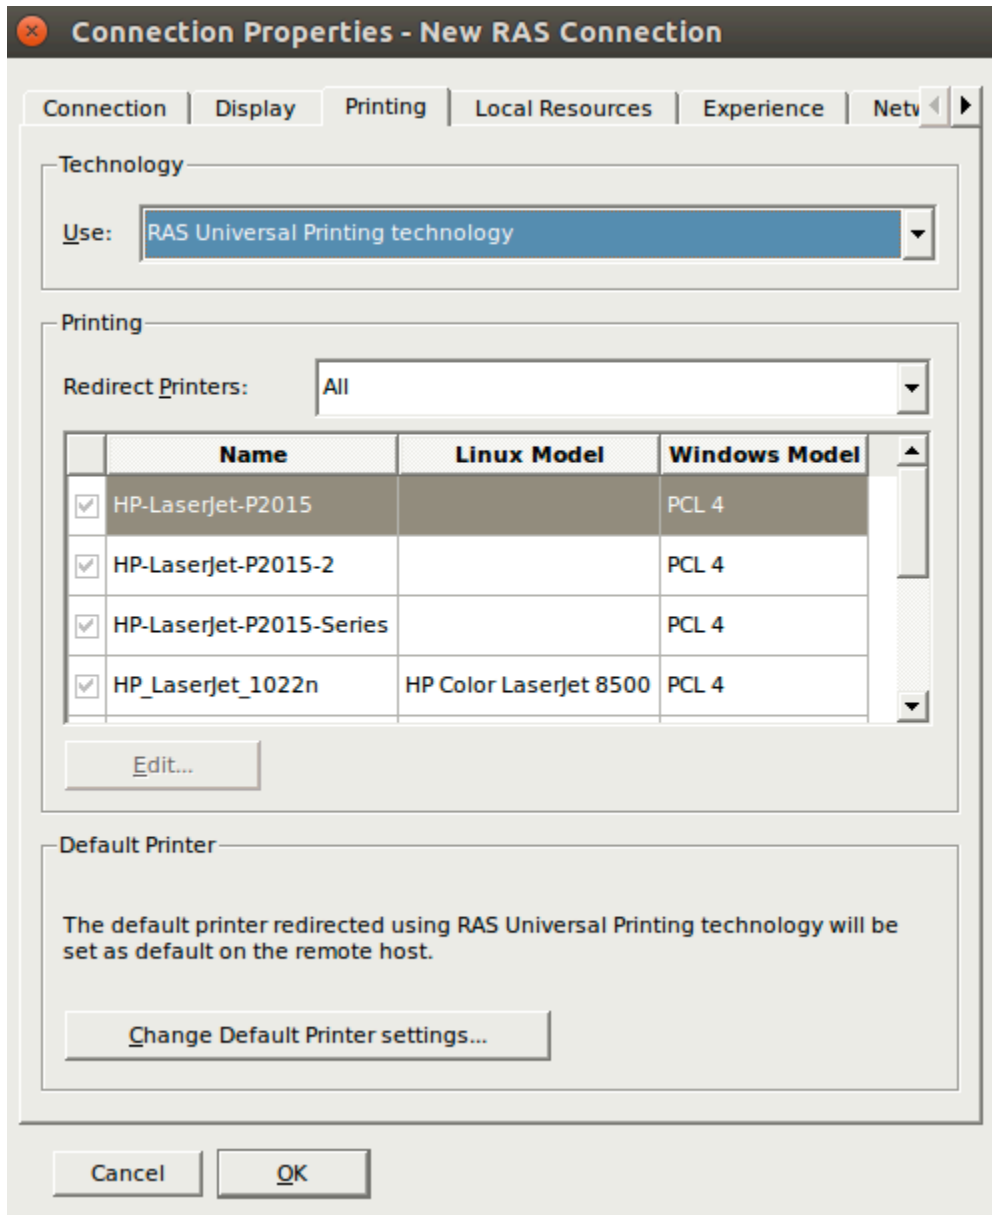 Connection Properties - New RAS Connection
Connection Display Printing Local Resources Experience
Technology
Use: RAS Universal Printing technology
Printing
Redirect Printers: All
Name Linux Model Windows Model
HP-LaserJet-P2015 PCL 4
HP-LaserJet-P2015-2 PCL 4
HP-LaserJet-P2015-Series PCL 4
HP_LaserJet_1022n HP Color LaserJet 8500 PCL 4
Edit...
Default Printer
The default printer redirected using RAS Universal Printing technology will be
set as default on the remote host.
Change Default Printer settings...
Cancel OK